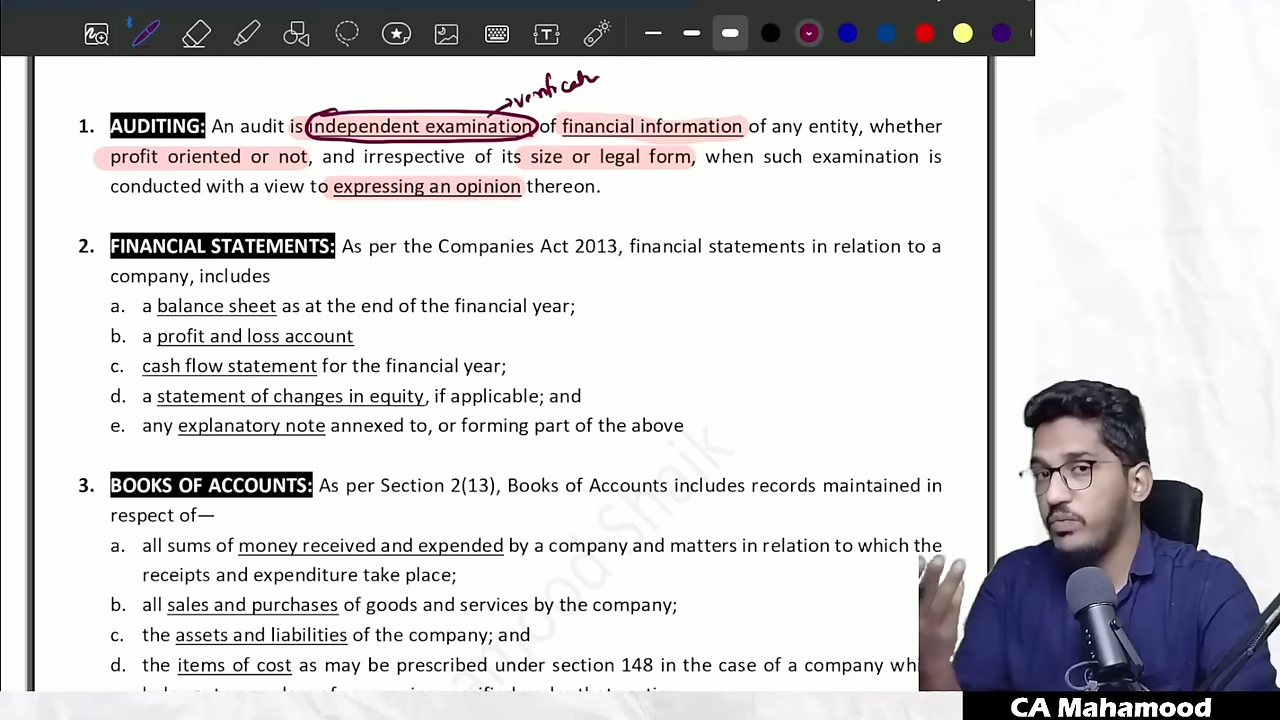 verificatn
1. AUDITING: An audit is independent examination of financial information of any entity, whether
profit oriented or not, and irrespective of its size or legal form, when such examination is
conducted with a view to expressing an opinion thereon.
2. FINANCIAL STATEMENTS: As per the Companies Act 2013, financial statements in relation to a
company, includes
a. a balance sheet as at the end of the financial year;
b. a profit and loss account
c. cash flow statement for the financial year;
d. a statement of changes in equity, if applicable; and
e. any explanatory note annexed to, or forming part of the above
3. BOOKS OF ACCOUNTS: As per Section 2(13), Books of Accounts includes records maintained in
respect of—
a. all sums of money received and expended by a company and matters in relation to which the
receipts and expenditure take place;
b. all sales and purchases of goods and services by the company;
c. the assets and liabilities of the company; and
d. the items of cost as may be prescribed under section 148 in the case of a company whi
CA Mahamood